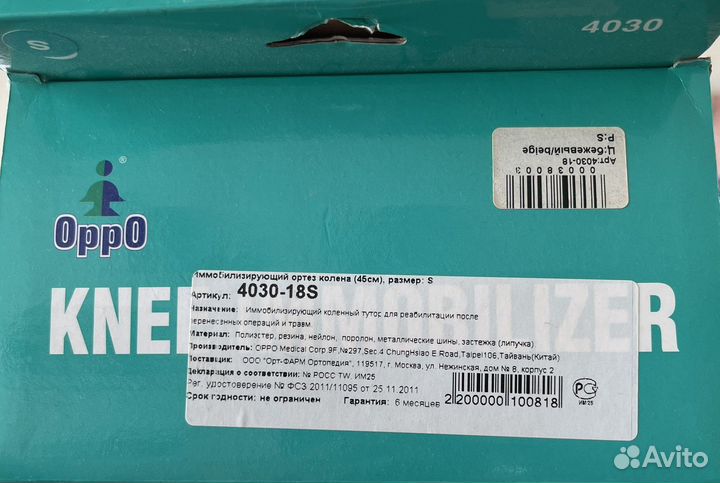 S
4030
®
OppO
Арт:4030-18
Ц:бежевый/beige
Р:S
KNEE IMMOBILIZER
Иммобилизирующий ортез колена (45см), размер: S
Артикул: 4030-18S
Назначение: Иммобилизирующий коленный тутор для реабилитации после
перенесенных операций и травм.
Материал: Полиэстер, резина, нейлон, поролон, металлические шины, застежка (липучка)
Производитель: OPPO Medical Corp.9F,№297,Sec.4 ChungHsiao E.Road,Taipei106,Тайвань(Китай)
Поставщик: ООО "Орт-ФАРМ Ортопедия", 119517, г. Москва, ул. Нежинская, дом № 8, корпус 2
Декларация о соответствии: № РОСС TW. ИМ25
Рег. удостоверение № ФСЗ 2011/11095 от 25.11.2011
Срок годности: не ограничен Гарантия: 6 месяцев
2 200000 100818
ИМ25
Avito